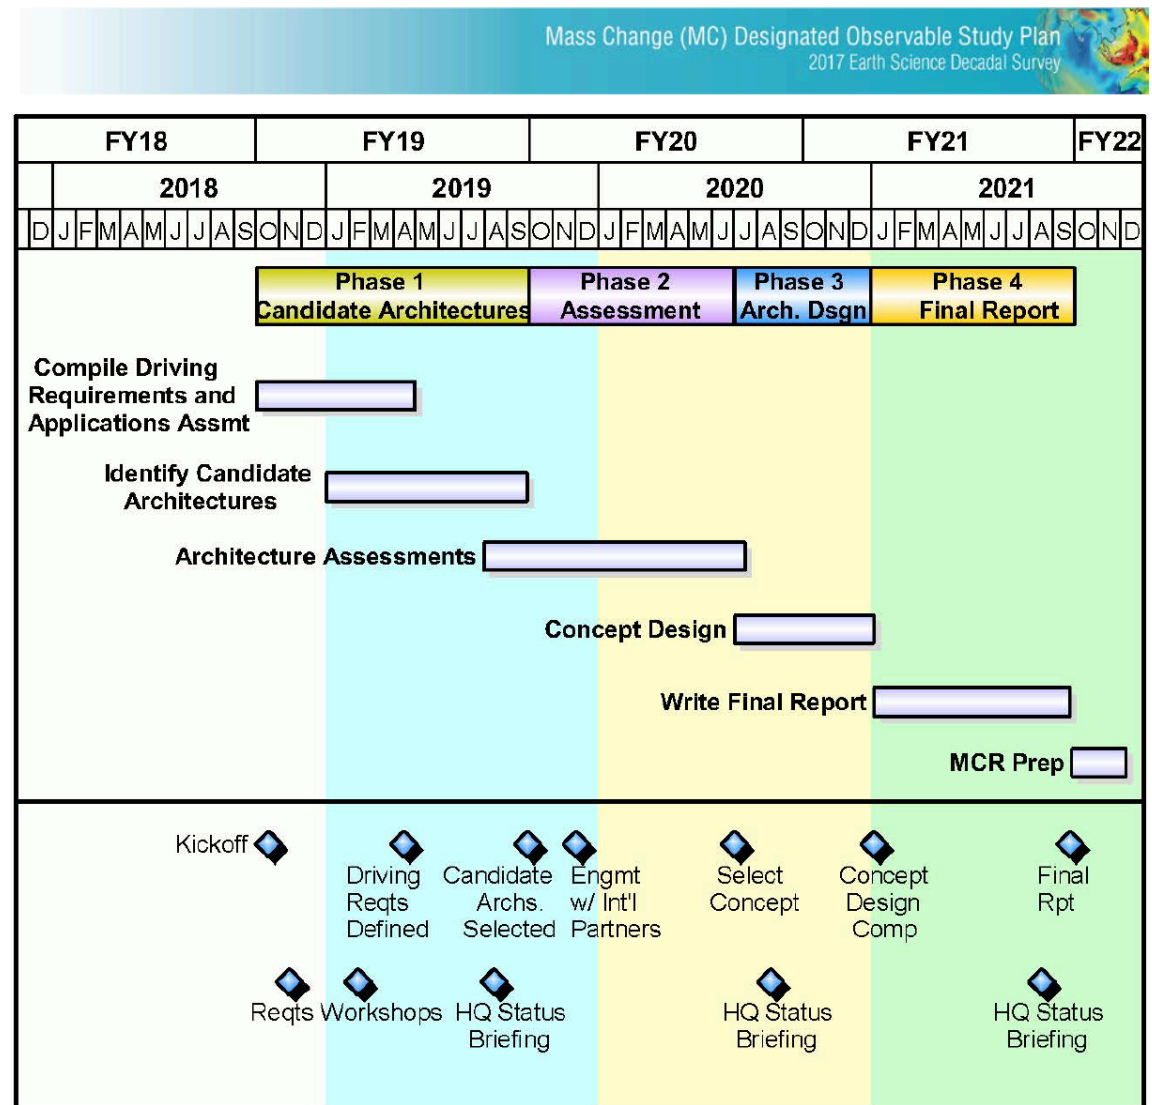 Mass Change (MC) Designated Observable Study Plan
2017 Earth Science Decadal Survey
FY18 FY19 FY20 FY21 FY22
2018 2019 2020 2021
D J F M A M J J A S O N D J F M A M J J A S O N D J F M A M J J A S O N D J F M A M J J A S O N D
Phase 1 Phase 2 Phase 3 Phase 4
Candidate Architectures Assessment Arch. Dsgn Final Report
Compile Driving
Requirements and
Applications Assmt
Identify Candidate
Architectures
Architecture Assessments
Concept Design
Write Final Report
MCR Prep
Kickoff
Driving
Reqts
Defined
Candidate
Archs.
Selected
Engmt
w/ Int'l
Partners
Select
Concept
Concept
Design
Comp
Final
Rpt
Reqts Workshops
HQ Status
Briefing
HQ Status
Briefing
HQ Status
Briefing